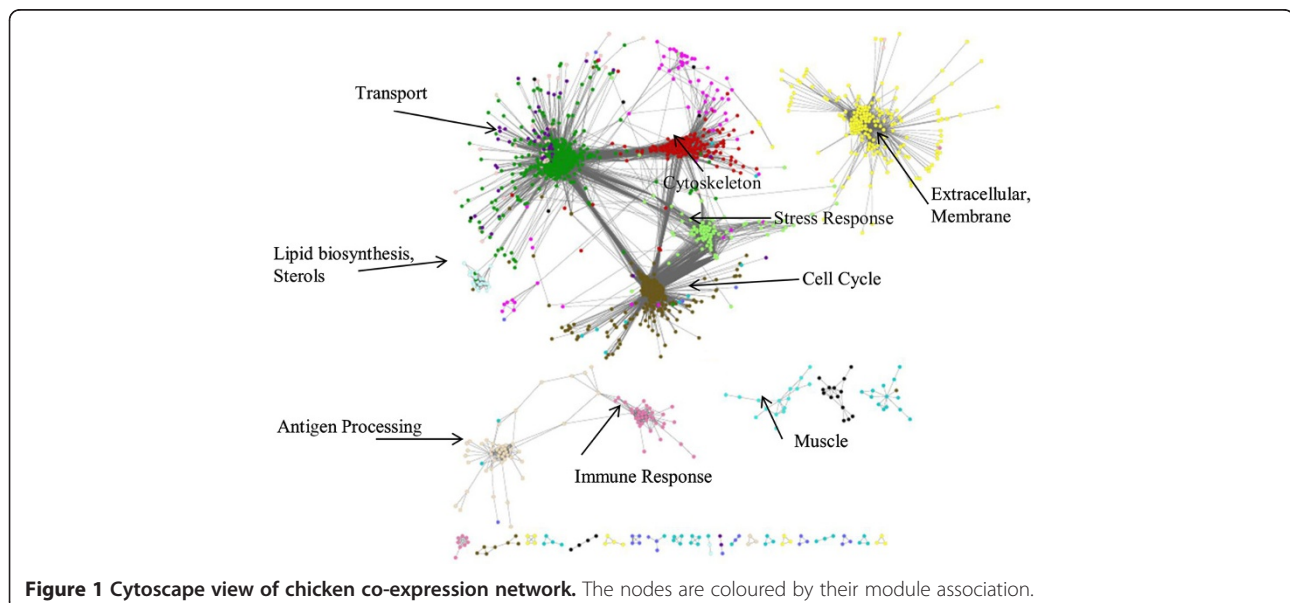 Transport
Cytoskeleton
Extracellular,
Membrane
Stress Response
Lipid biosynthesis,
Sterols
Cell Cycle
Antigen Processing
Immune Response
Muscle
Figure 1 Cytoscape view of chicken co-expression network. The nodes are coloured by their module association.